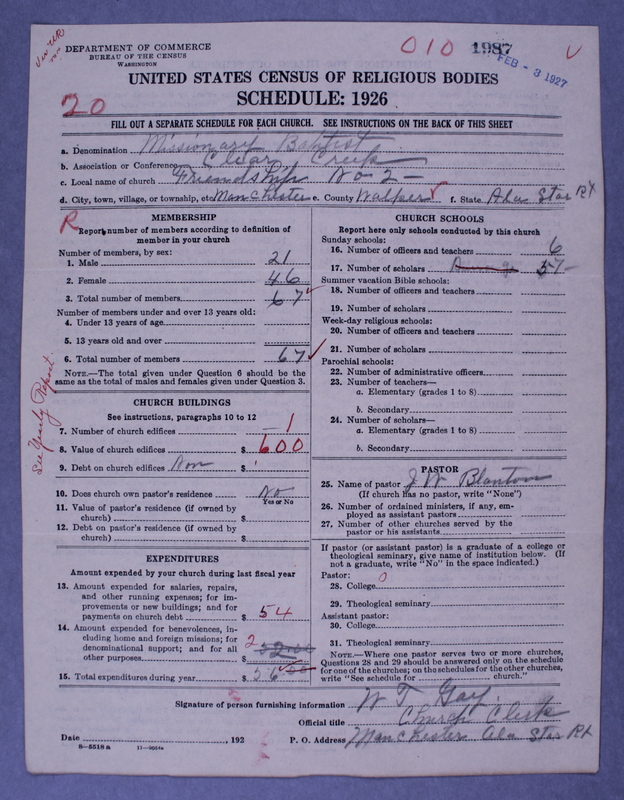 DEPARTMENT OF COMMERCE
BUREAU OF THE CENSUS
WASHINGTON
010 1987
FEB - 3 1927
UNITED STATES CENSUS OF RELIGIOUS BODIES
SCHEDULE: 1926
20
FILL OUT A SEPARATE SCHEDULE FOR EACH CHURCH. SEE INSTRUCTIONS ON THE BACK OF THIS SHEET
a. Denomination Missionary Baptist
b. Association or Conference Clear Creek
c. Local name of church Friendship No 2
d. City, town, village, or township, etc. Manchester e. County Walker f. State Ala Star Rt
R
MEMBERSHIP
Report number of members according to definition of
member in your church
Number of members, by sex:
1. Male 21
2. Female 46
3. Total number of members 67
Number of members under and over 13 years old:
4. Under 13 years of age
5. 13 years old and over
6. Total number of members 67
NOTE.—The total given under Question 6 should be
same as the total of males and females given under Question 3.
See Yearly Report
CHURCH BUILDINGS
See instructions, paragraphs 10 to 12
7. Number of church edifices 1
8. Value of church edifices $ 600
9. Debt on church edifices Non $
10. Does church own pastor's residence No
Yes or No
11. Value of pastor's residence (if owned by
church) $
12. Debt on pastor's residence (if owned by
church) $
EXPENDITURES
Amount expended by your church during last fiscal year
13. Amount expended for salaries, repairs,
and other running expenses; for im-
provements or new buildings; and for
payments on church debt $ 54
14. Amount expended for benevolences, in-
cluding home and foreign missions; for
denominational support; and for all
other purposes $ 2
15. Total expenditures during year $ 56
CHURCH SCHOOLS
Report here only schools conducted by this church
Sunday schools:
16. Number of officers and teachers 6
17. Number of scholars 51
Summer vacation Bible schools:
18. Number of officers and teachers
19. Number of scholars
Week-day religious schools:
20. Number of officers and teachers
21. Number of scholars
Parochial schools:
22. Number of administrative officers
23. Number of teachers—
a. Elementary (grades 1 to 8)
b. Secondary
24. Number of scholars—
a. Elementary (grades 1 to 8)
b. Secondary
PASTOR
25. Name of pastor J W Blanton
(If church has no pastor, write "None")
26. Number of ordained ministers, if any, em-
ployed as assistant pastors
27. Number of other churches served by the
pastor or his assistants
If pastor (or assistant pastor) is a graduate of a college or
theological seminary, give name of institution below. (If
not a graduate, write "No" in the space indicated.)
Pastor:
28. College 0
29. Theological seminary
Assistant pastor:
30. College
31. Theological seminary
NOTE.—Where one pastor serves two or more churches,
Questions 28 and 29 should be answered only on the schedule
for one of the churches; on the schedules for the other churches,
write "See schedule for church."
Signature of person furnishing information W T Gay
Official title Church Clerk
Date , 192 P. O. Address Manchester Ala Star Rt
8-5518 a